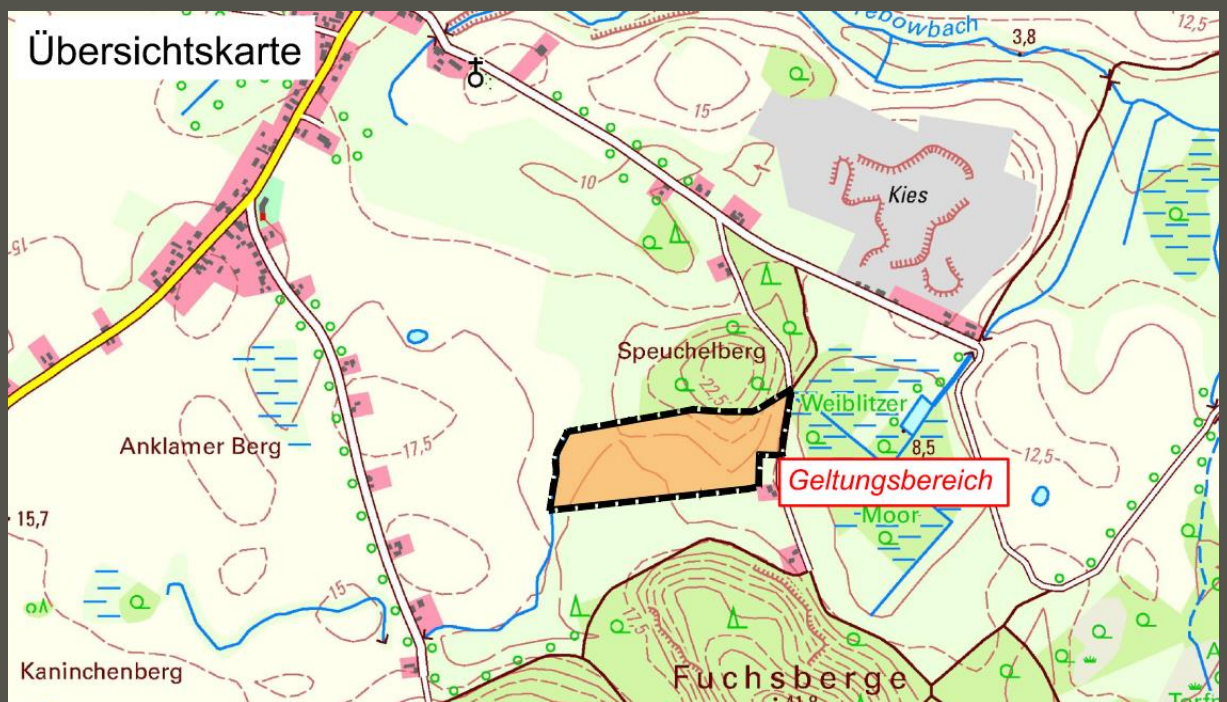 Übersichtskarte
ebowbach
12,5
3,8
15
10
Kies
15
Speuchelberg
22,5
Weiblitzer
Anklamer Berg
17,5
8,5
12,5
Geltungsbereich
15,7
Moor
15
17,5
Kaninchenberg
Fuchsberge